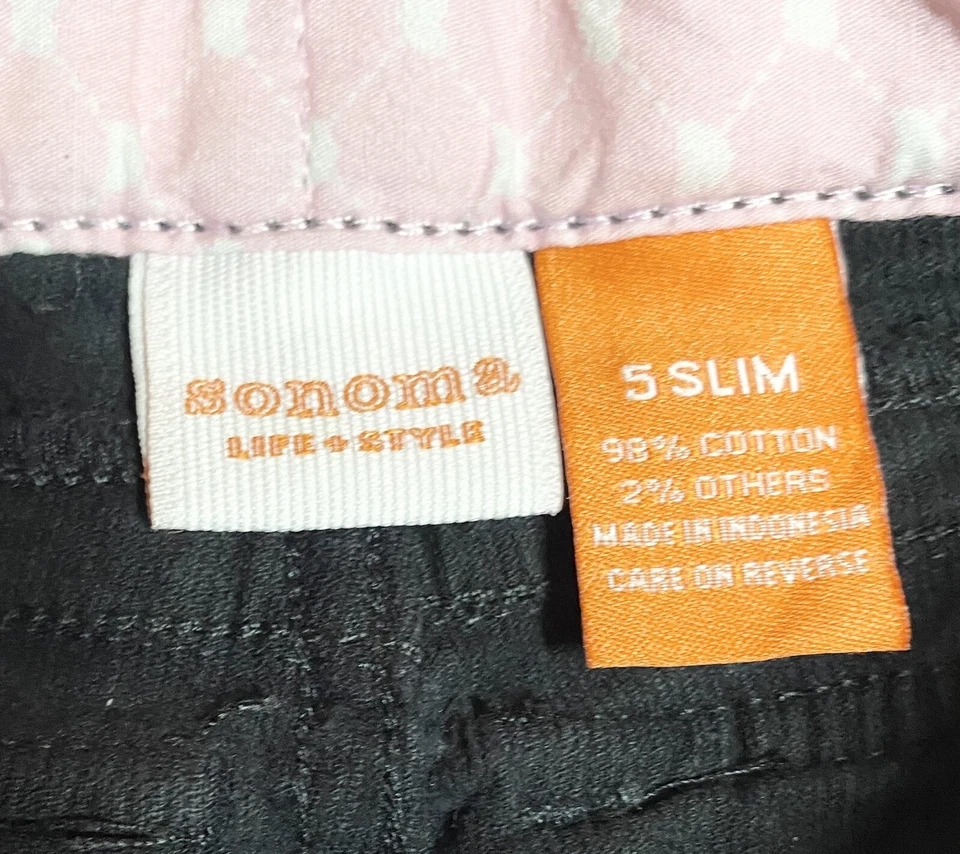 sonoma
LIFE + STYLE
5 SLIM
98% COTTON
2% OTHERS
MADE IN INDONESIA
CARE ON REVERSE